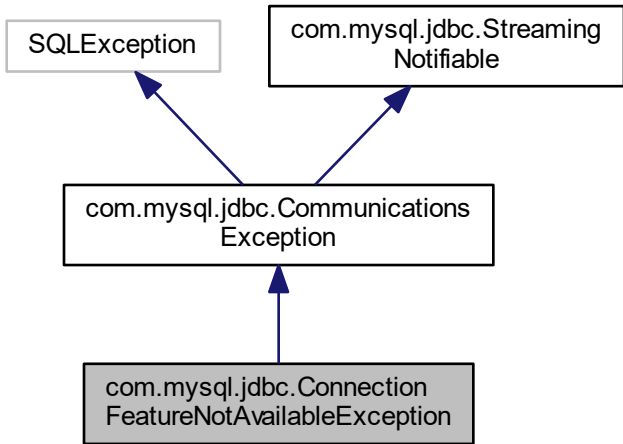 SQLException
com.mysql.jdbc.Streaming
Notifiable
com.mysql.jdbc.Communications
Exception
com.mysql.jdbc.Connection
FeatureNotAvailableException